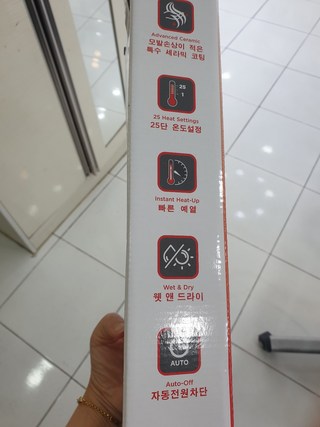 Advanced Ceramic
모발손상이 적은
특수 세라믹 코팅
25
1
25 Heat Settings
25단 온도설정
Instant Heat-Up
빠른 예열
Wet & Dry
웻 앤 드라이
AUTO
Auto-Off
자동전원차단